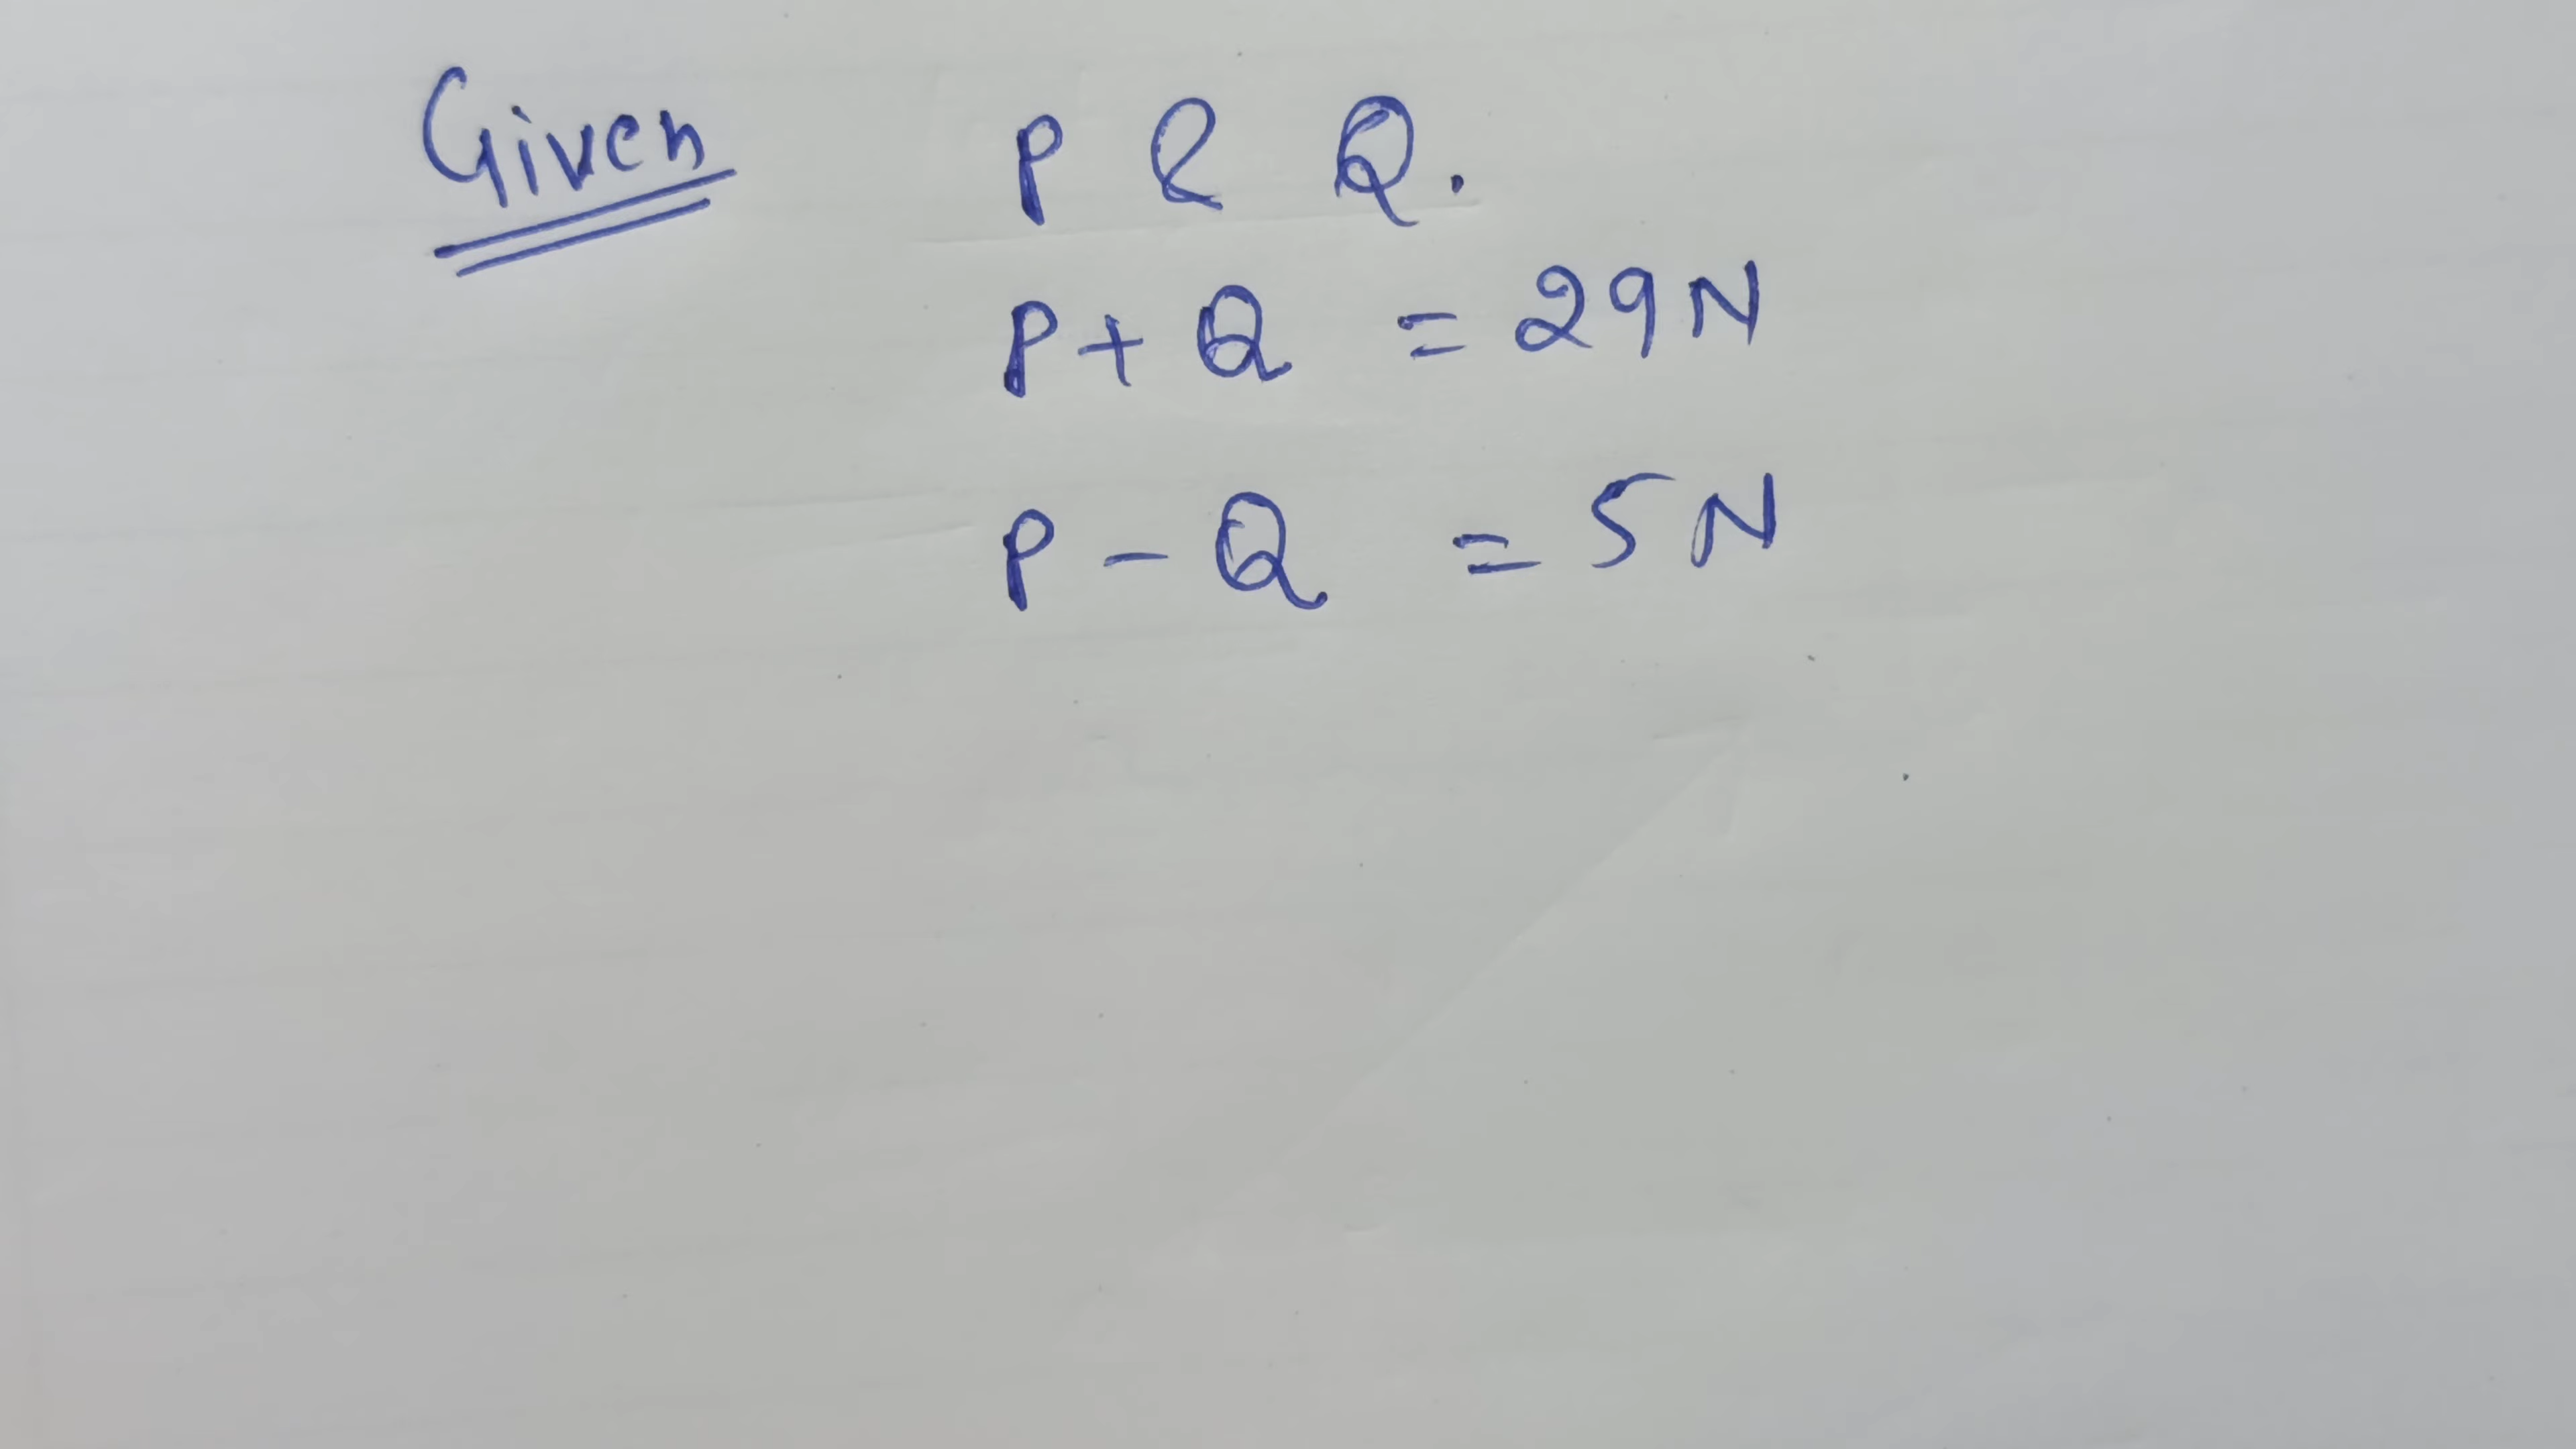 Given P & Q.
P + Q = 29N
P - Q = 5N